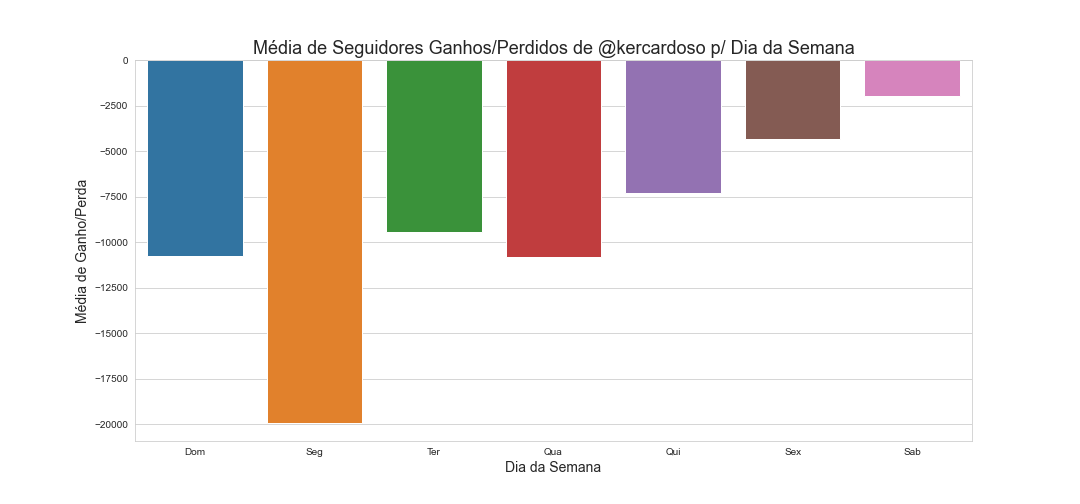 Média de Seguidores Ganhos/Perdidos de @kercardoso p/ Dia da Semana
0
−2500
−5000
−7500
−10000
−12500
−15000
−17500
−20000
Média de Ganho/Perda
Dom Seg Ter Qua Qui Sex Sab
Dia da Semana